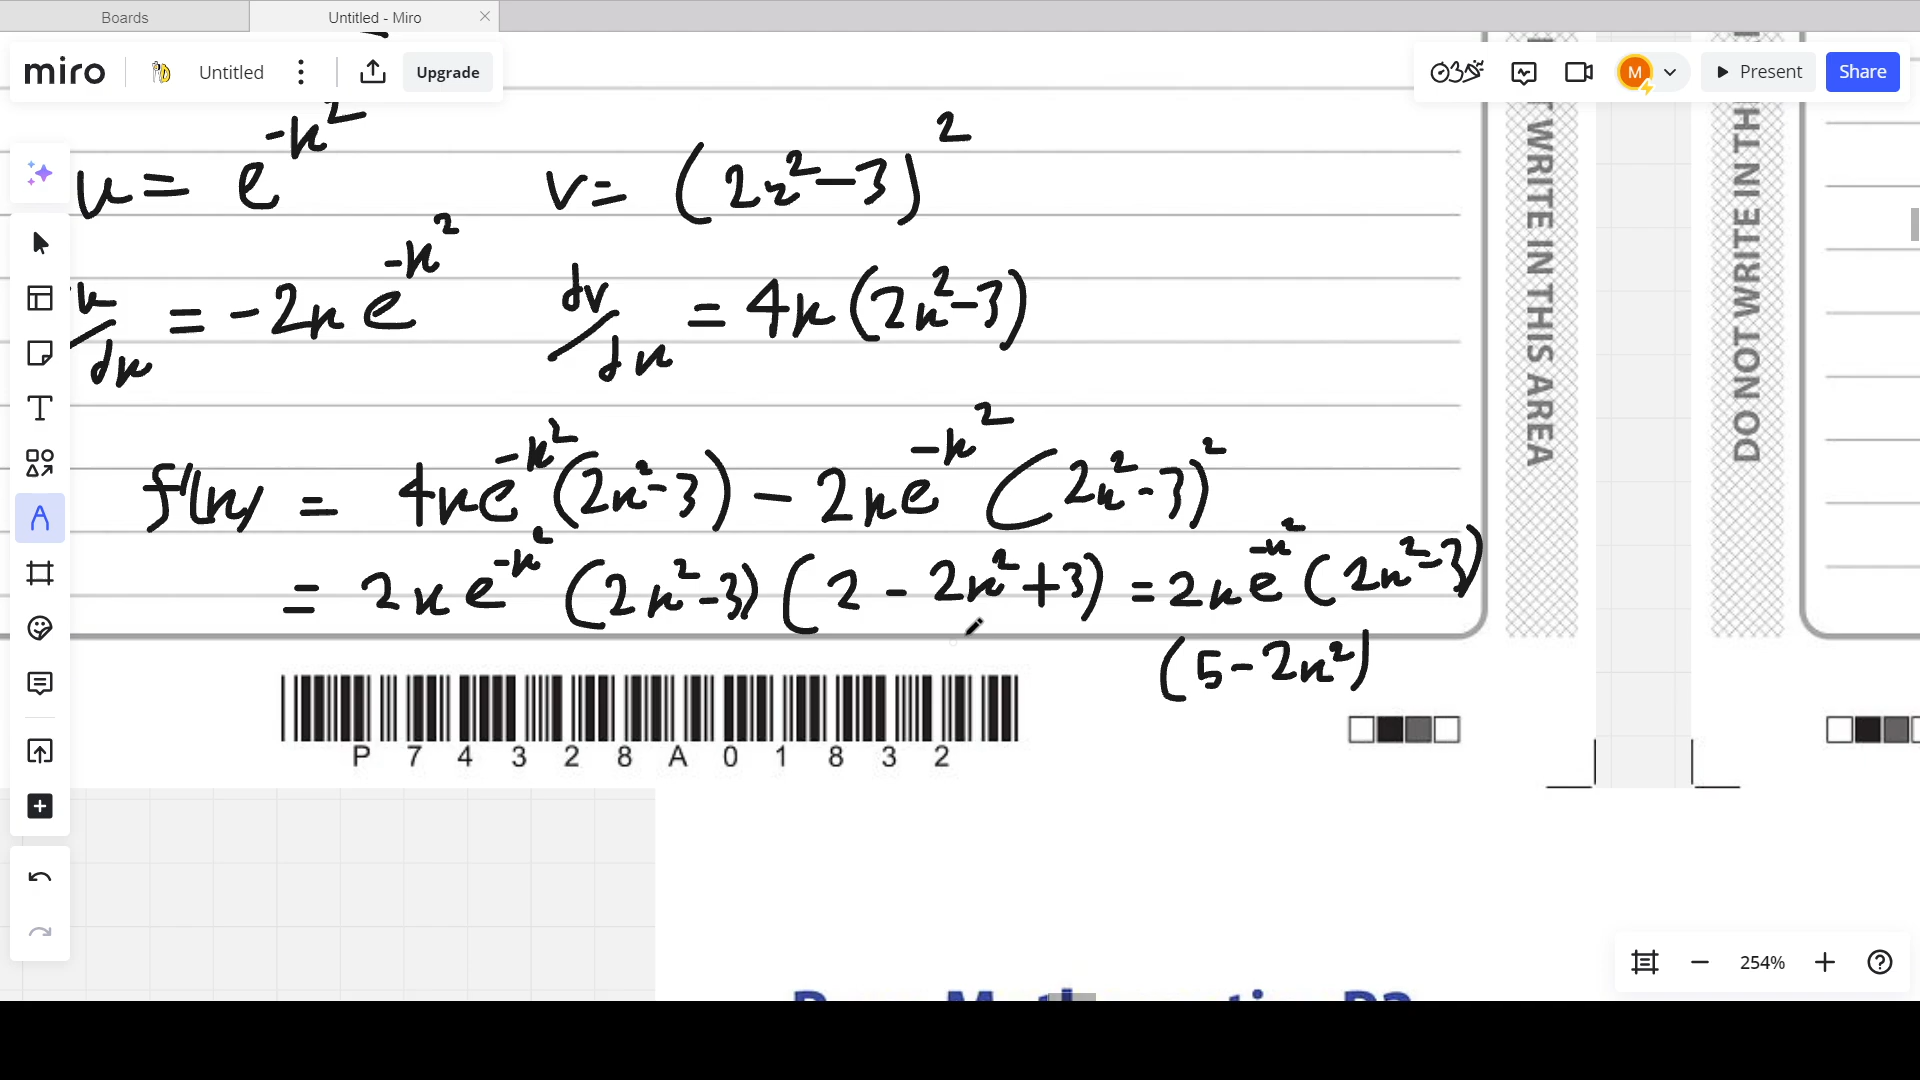 Boards
Untitled - Miro
miro
Untitled
Upgrade
M
Present
Share
u = e^{-x^2}
v = (2x^2-3)^2
/dx = -2x e^{-x^2}
dv/dx = 4x(2x^2-3)
f'(x) = 4xe^{-x^2}(2x^2-3) - 2xe^{-x^2}(2x^2-3)^2
= 2xe^{-x^2}(2x^2-3)(2-2x^2+3) = 2xe^{-x^2}(2x^2-3)
(5-2x^2)
WRITE IN THIS AREA
DO NOT WRITE IN TH
P 7 4 3 2 8 A 0 1 8 3 2
254%